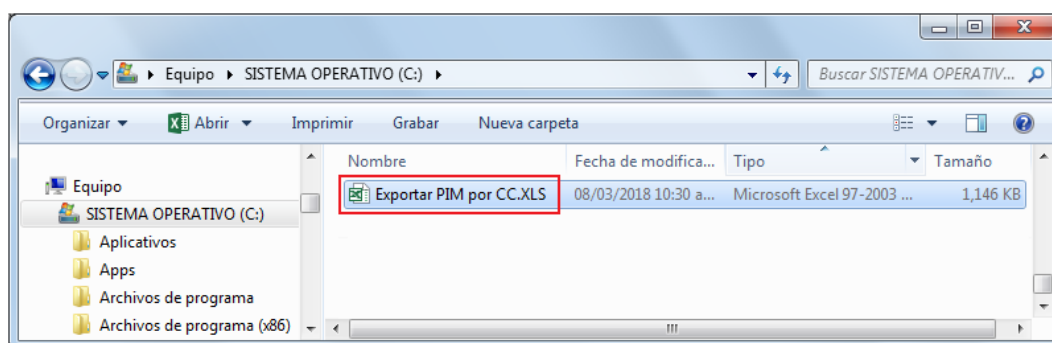 Equipo SISTEMA OPERATIVO (C:) Buscar SISTEMA OPERATIV...
Organizar Abrir Imprimir Grabar Nueva carpeta
Nombre Fecha de modifica... Tipo Tamaño
Equipo
Exportar PIM por CC.XLS 08/03/2018 10:30 a... Microsoft Excel 97-2003 ... 1,146 KB
SISTEMA OPERATIVO (C:)
Aplicativos
Apps
Archivos de programa
Archivos de programa (x86)